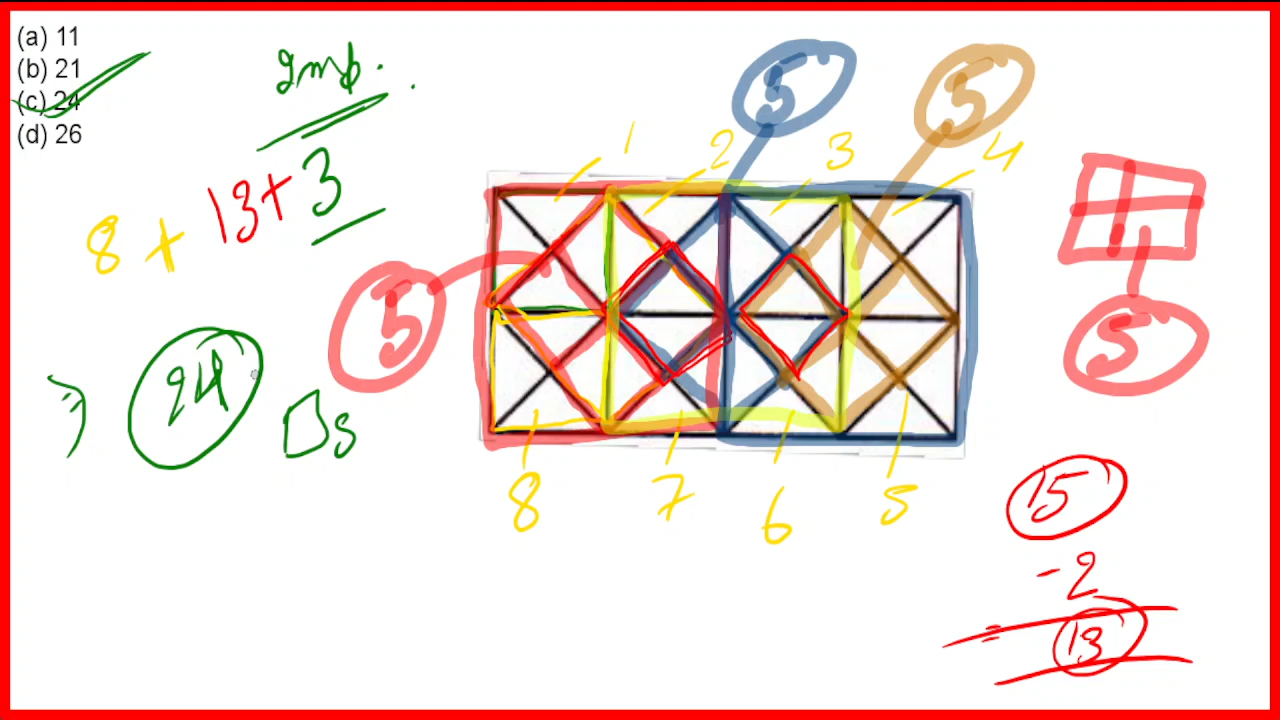 (a) 11
(b) 21
(c) 24
(d) 26
Imp.
8 + 13 + 3
⇒ 24 □s
5
5
5
1 2 3 4
8 7 6 5
5
15
-2
= 13